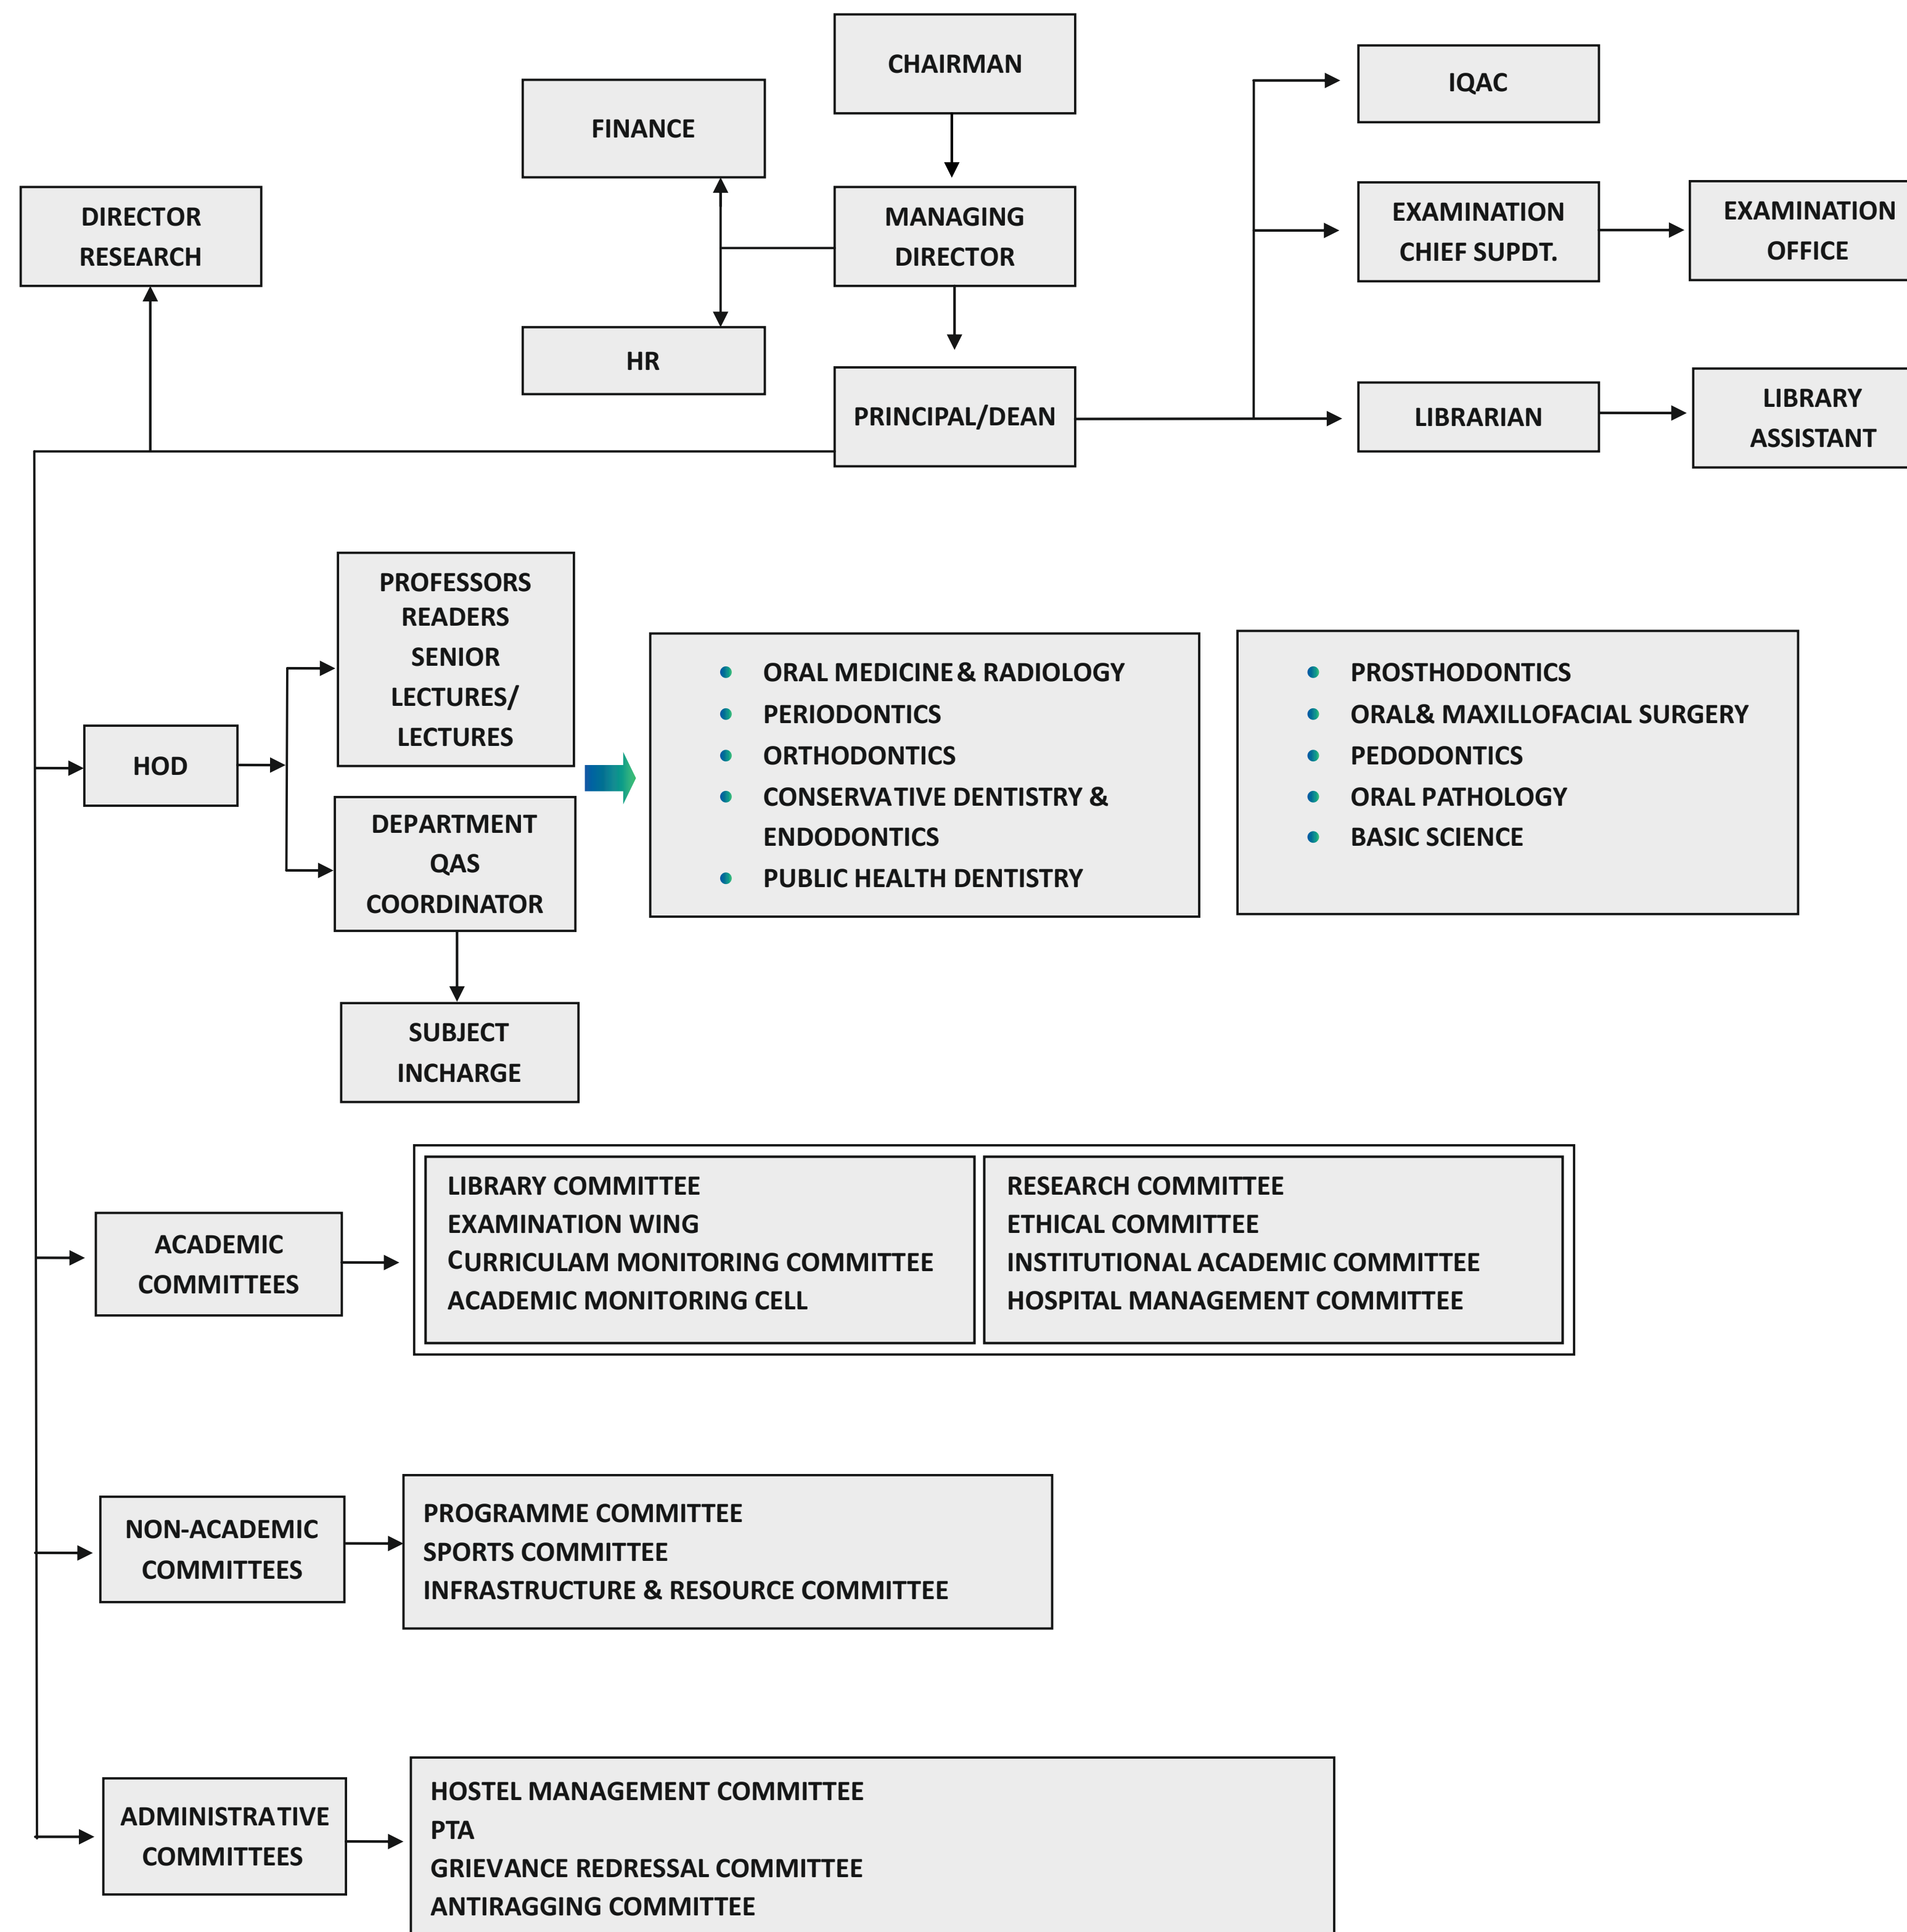 CHAIRMAN
FINANCE
IQAC
DIRECTOR
RESEARCH
MANAGING
DIRECTOR
EXAMINATION
CHIEF SUPDT.
EXAMINATION
OFFICE
HR
PRINCIPAL/DEAN
LIBRARIAN
LIBRARY
ASSISTANT
HOD
PROFESSORS
READERS
SENIOR
LECTURES/
LECTURES
DEPARTMENT
QAS
COORDINATOR
SUBJECT
INCHARGE
ORAL MEDICINE & RADIOLOGY
PERIODONTICS
ORTHODONTICS
CONSERVATIVE DENTISTRY &
ENDODONTICS
PUBLIC HEALTH DENTISTRY
PROSTHODONTICS
ORAL& MAXILLOFACIAL SURGERY
PEDODONTICS
ORAL PATHOLOGY
BASIC SCIENCE
ACADEMIC
COMMITTEES
LIBRARY COMMITTEE
EXAMINATION WING
CURRICULAM MONITORING COMMITTEE
ACADEMIC MONITORING CELL
RESEARCH COMMITTEE
ETHICAL COMMITTEE
INSTITUTIONAL ACADEMIC COMMITTEE
HOSPITAL MANAGEMENT COMMITTEE
NON-ACADEMIC
COMMITTEES
PROGRAMME COMMITTEE
SPORTS COMMITTEE
INFRASTRUCTURE & RESOURCE COMMITTEE
ADMINISTRATIVE
COMMITTEES
HOSTEL MANAGEMENT COMMITTEE
PTA
GRIEVANCE REDRESSAL COMMITTEE
ANTIRAGGING COMMITTEE